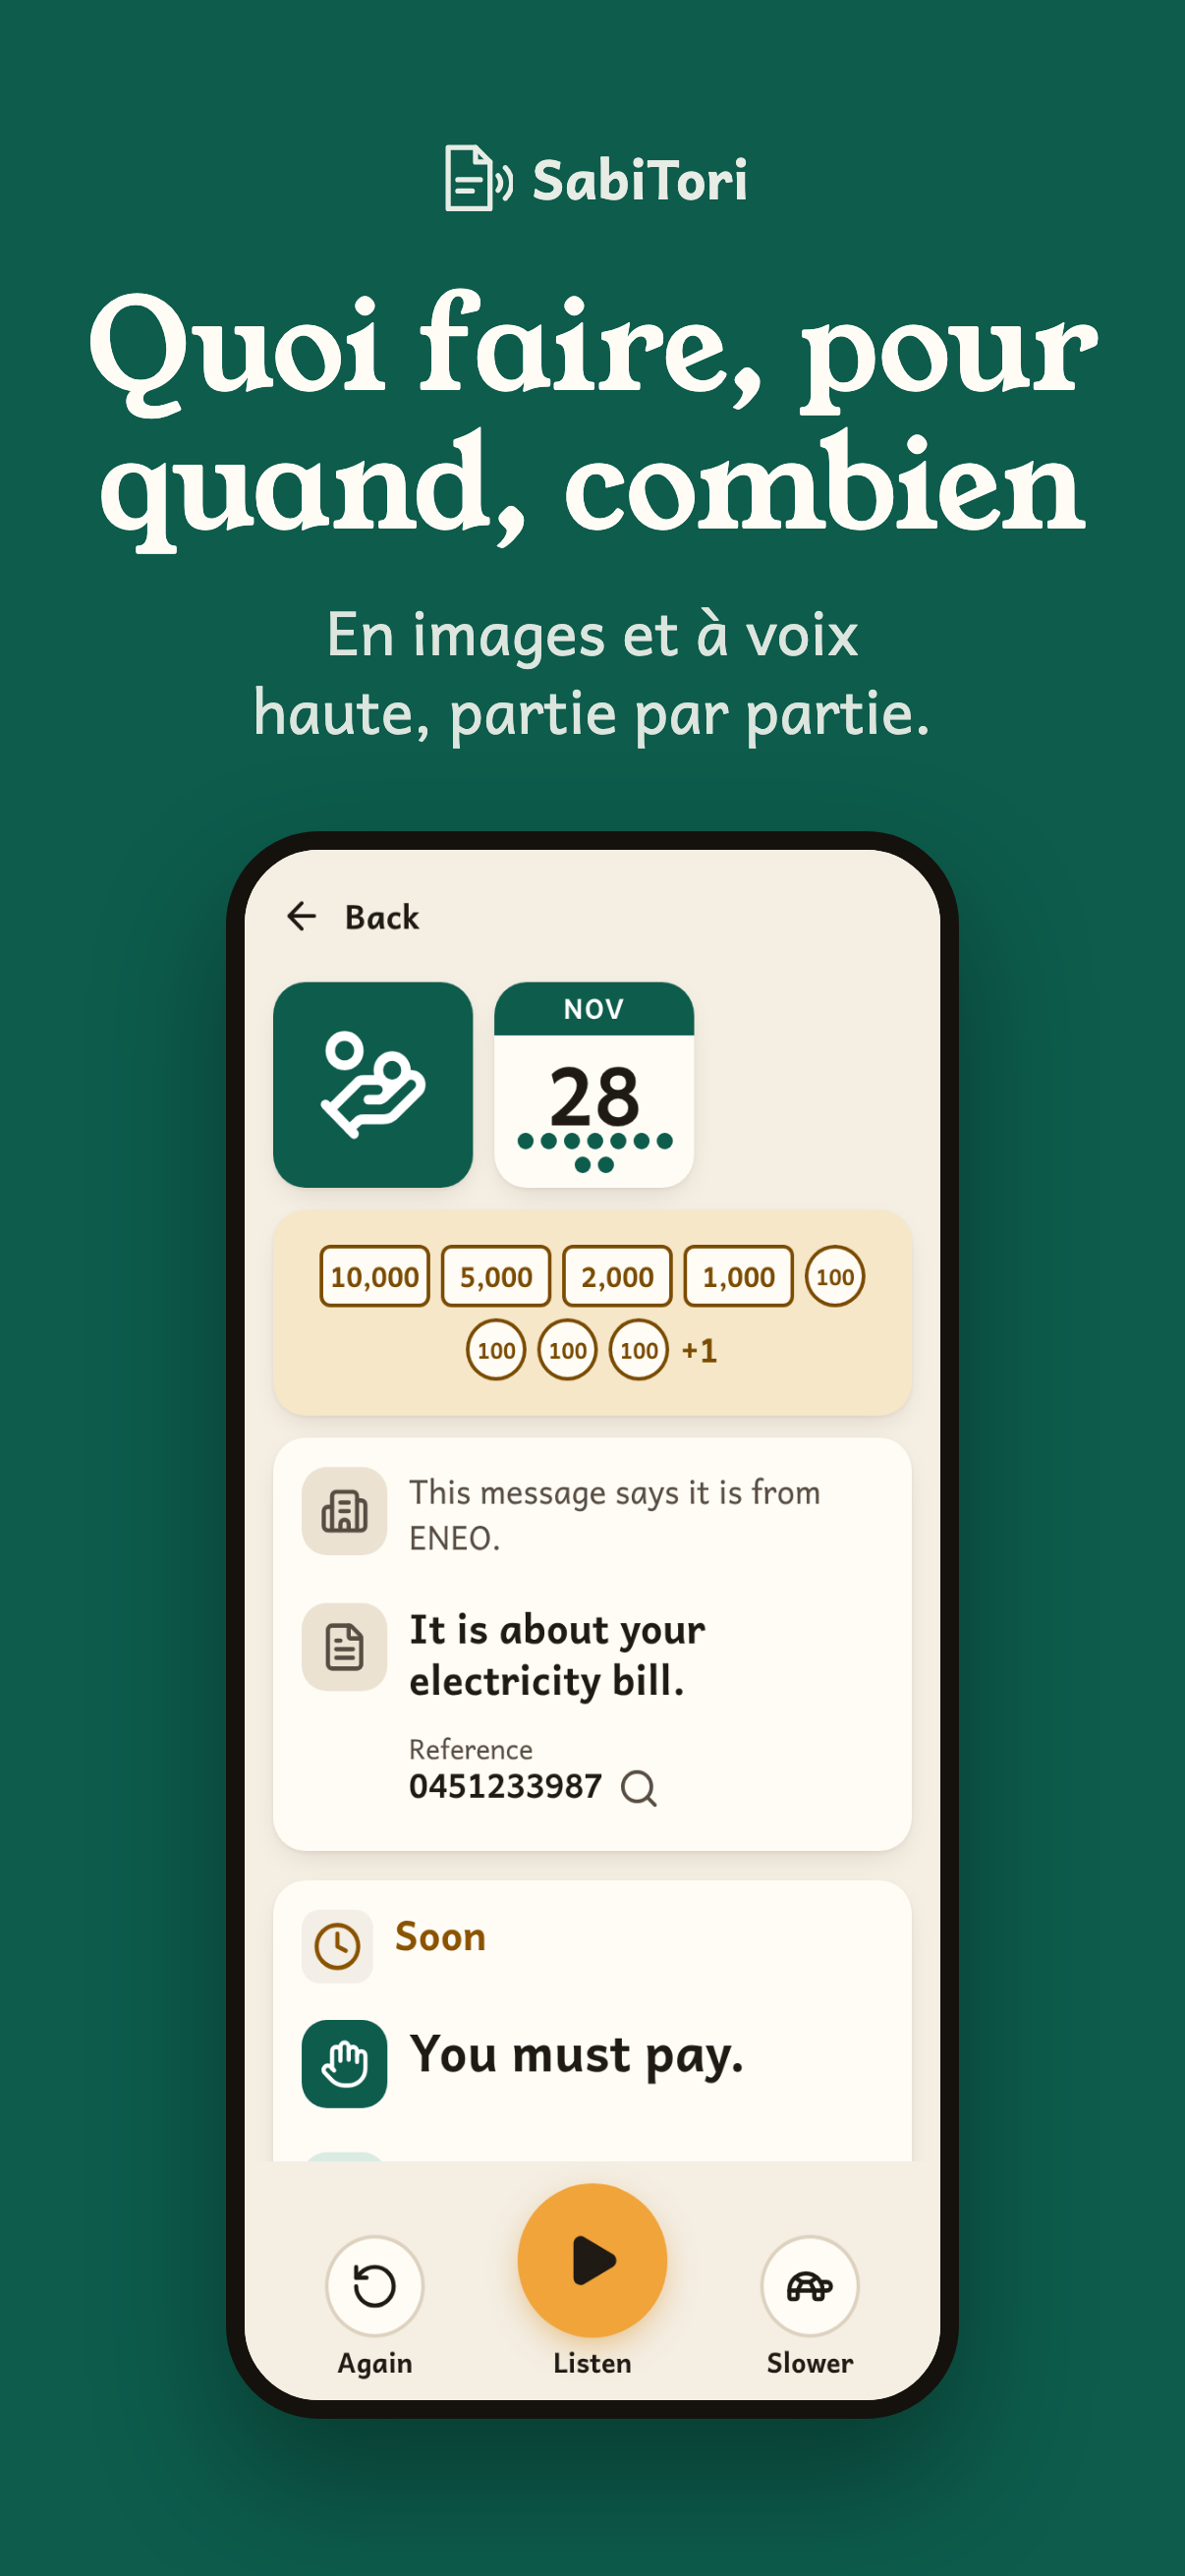 SabiTori
Quoi faire, pour
quand, combien
En images et à voix
haute, partie par partie.
Back
NOV
28
10,000 5,000 2,000 1,000 100
100 100 100 +1
This message says it is from
ENEO.
It is about your
electricity bill.
Reference
0451233987
Soon
You must pay.
Again Listen Slower